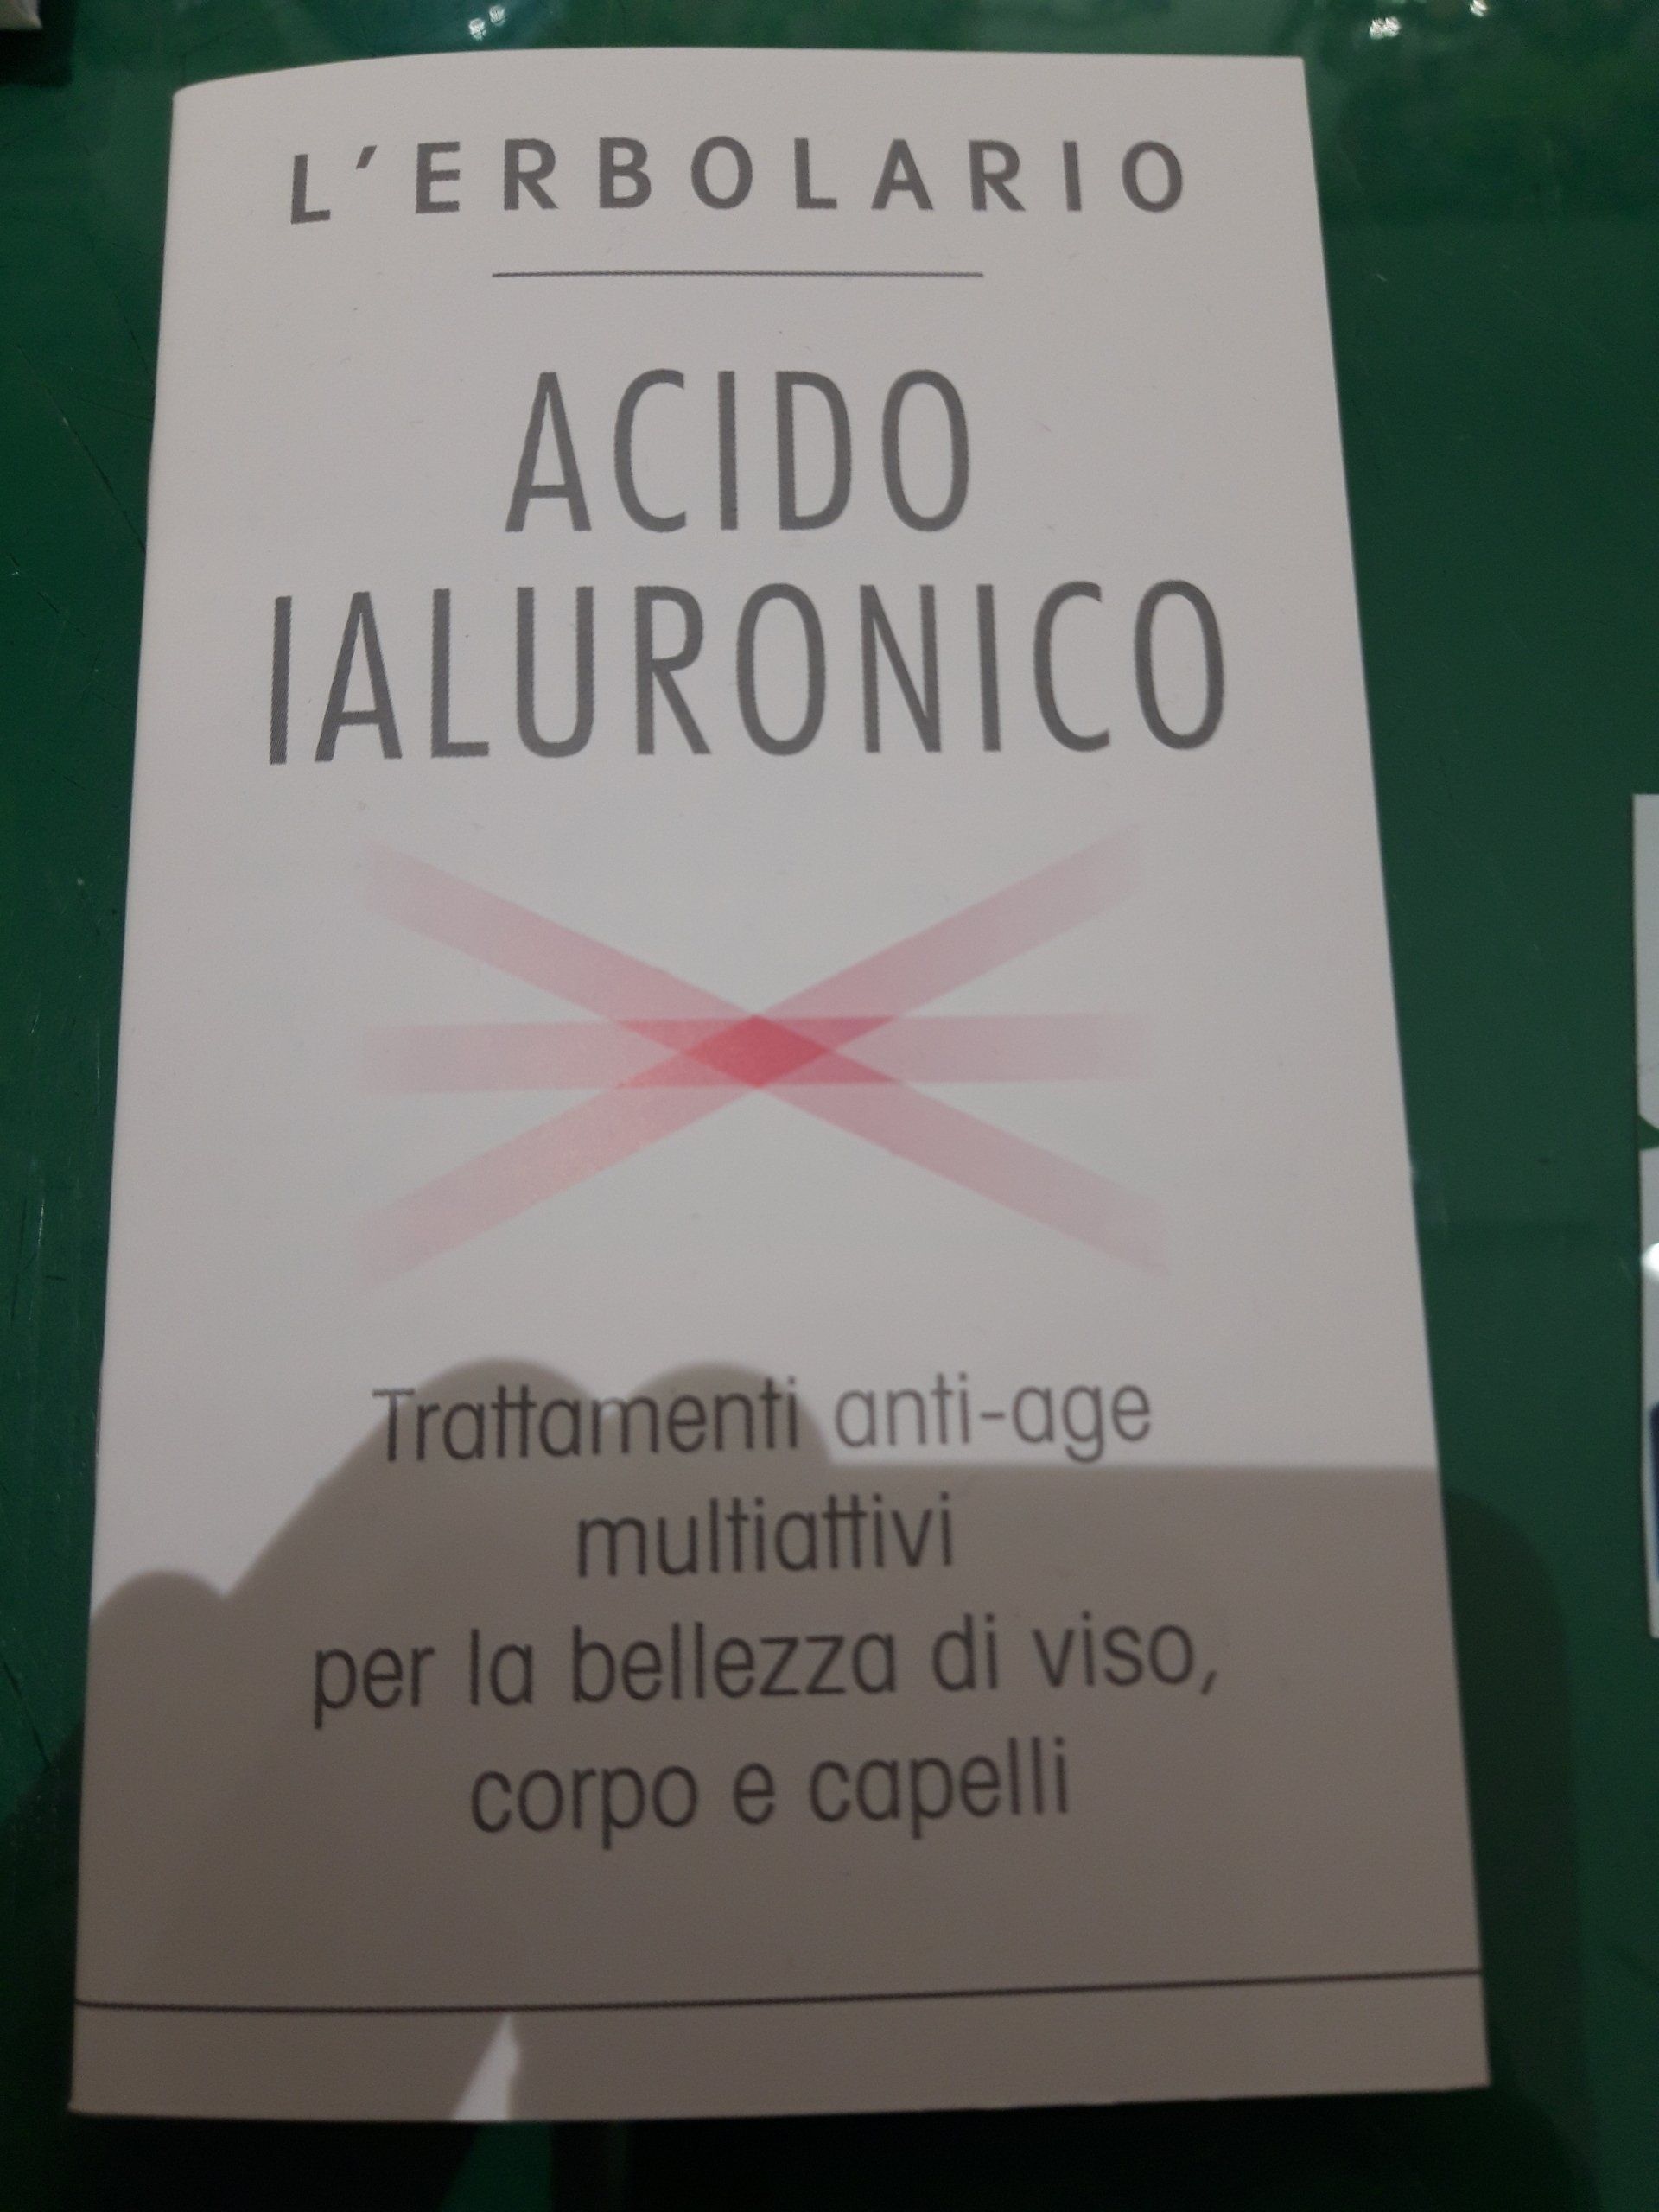 L'ERBOLARIO
ACIDO
IALURONICO
Trattamenti anti-age
multiattivi
per la bellezza di viso,
corpo e capelli